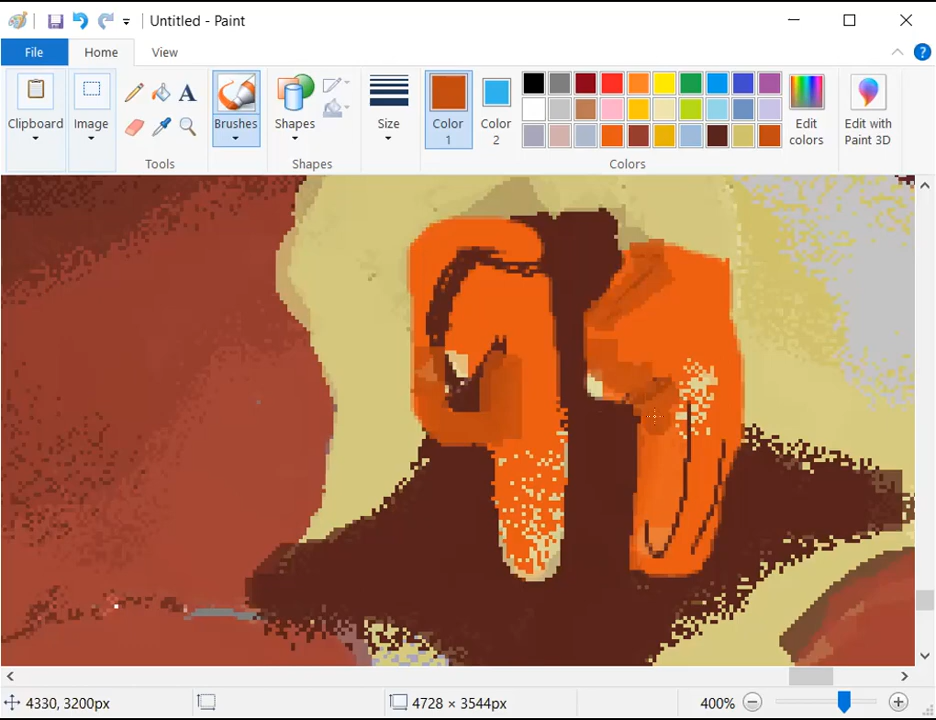 Untitled - Paint
File Home View
Clipboard Image Tools Brushes Shapes Shapes Size Color 1 Color 2 Colors Edit colors Edit with Paint 3D
4330, 3200px 4728 × 3544px 400%